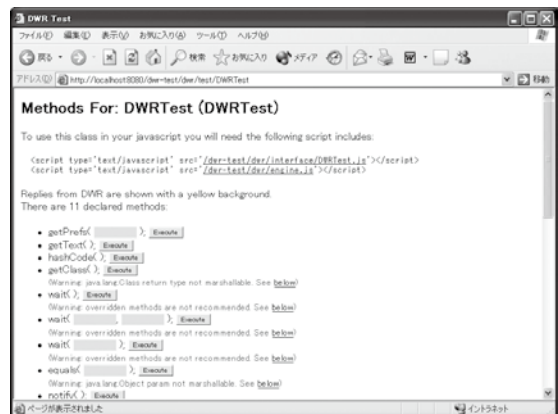 DWR Test
ファイル(F) 編集(E) 表示(V) お気に入り(A) ツール(T) ヘルプ(H)
戻る 検索 お気に入り メディア
アドレス(D) http://localhost:8080/dwr-test/dwr/test/DWRTest 移動
Methods For: DWRTest (DWRTest)
To use this class in your javascript you will need the following script includes:
<script type='text/javascript' src='/dwr-test/dwr/interface/DWRTest.js'></script>
<script type='text/javascript' src='/dwr-test/dwr/engine.js'></script>
Replies from DWR are shown with a yellow background.
There are 11 declared methods:
• getPrefs( ); Execute
• getText( ); Execute
• hashCode( ); Execute
• getClass( ); Execute
(Warning: java.lang.Class return type not marshallable. See below)
• wait( ); Execute
(Warning: overridden methods are not recommended. See below)
• wait( , ); Execute
(Warning: overridden methods are not recommended. See below)
• wait( ); Execute
(Warning: overridden methods are not recommended. See below)
• equals( ); Execute
(Warning: java.lang.Object param not marshallable. See below)
• notify( ); Execute
ページが表示されました イントラネット